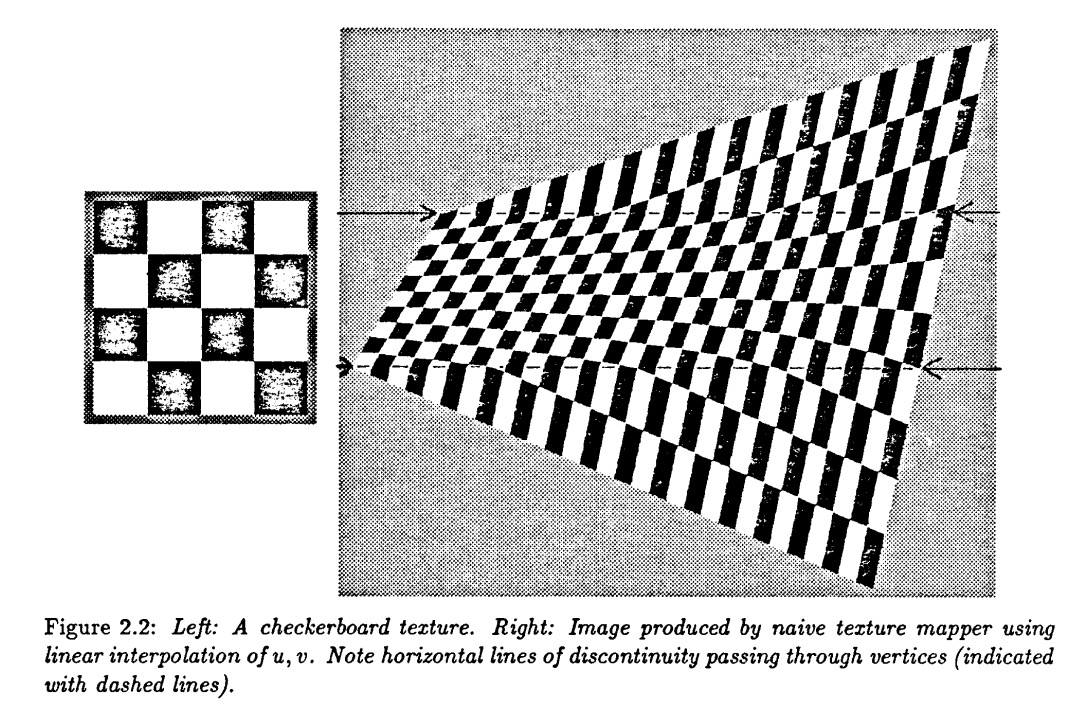 Figure 2.2: Left: A checkerboard texture. Right: Image produced by naive texture mapper using
linear interpolation of u, v. Note horizontal lines of discontinuity passing through vertices (indicated
with dashed lines).